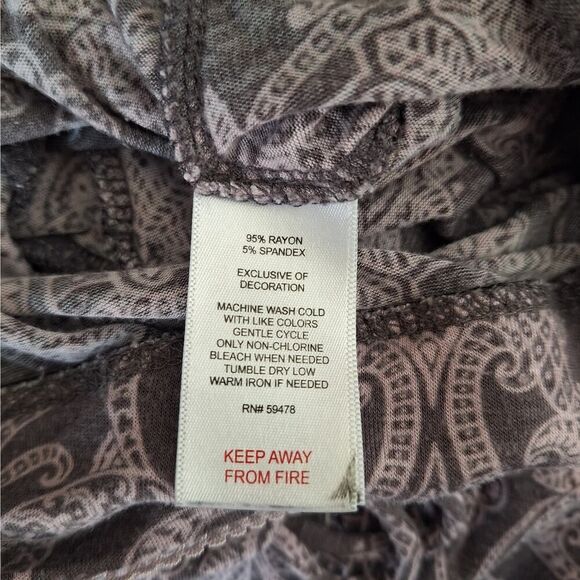 95% RAYON
5% SPANDEX
EXCLUSIVE OF
DECORATION
MACHINE WASH COLD
WITH LIKE COLORS
GENTLE CYCLE
ONLY NON-CHLORINE
BLEACH WHEN NEEDED
TUMBLE DRY LOW
WARM IRON IF NEEDED
RN# 59478
KEEP AWAY
FROM FIRE